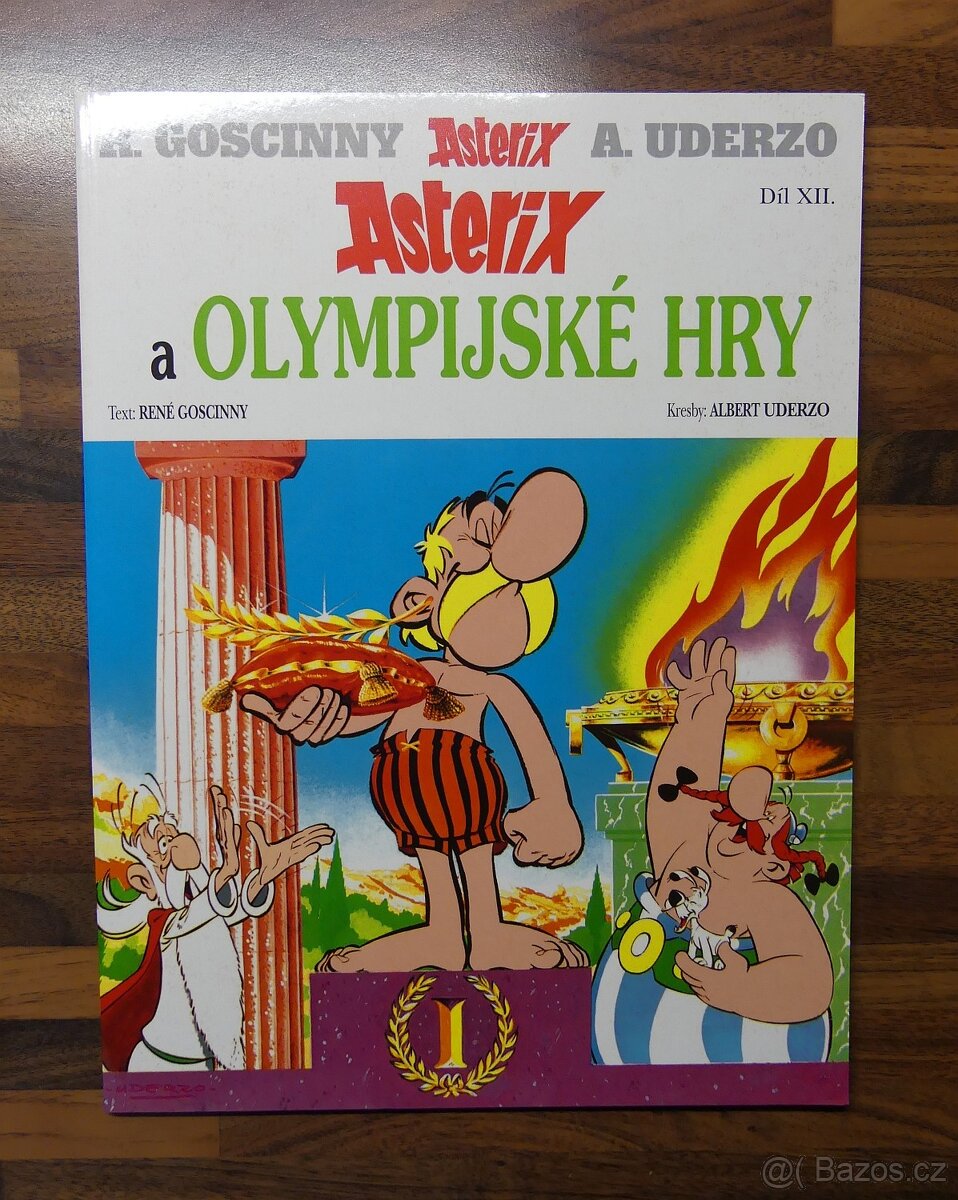 R. GOSCINNY Asterix A. UDERZO
Díl XII.
Asterix
a OLYMPIJSKÉ HRY
Text: RENÉ GOSCINNY
Kresby: ALBERT UDERZO
I
UDERZO
@( Bazos.cz